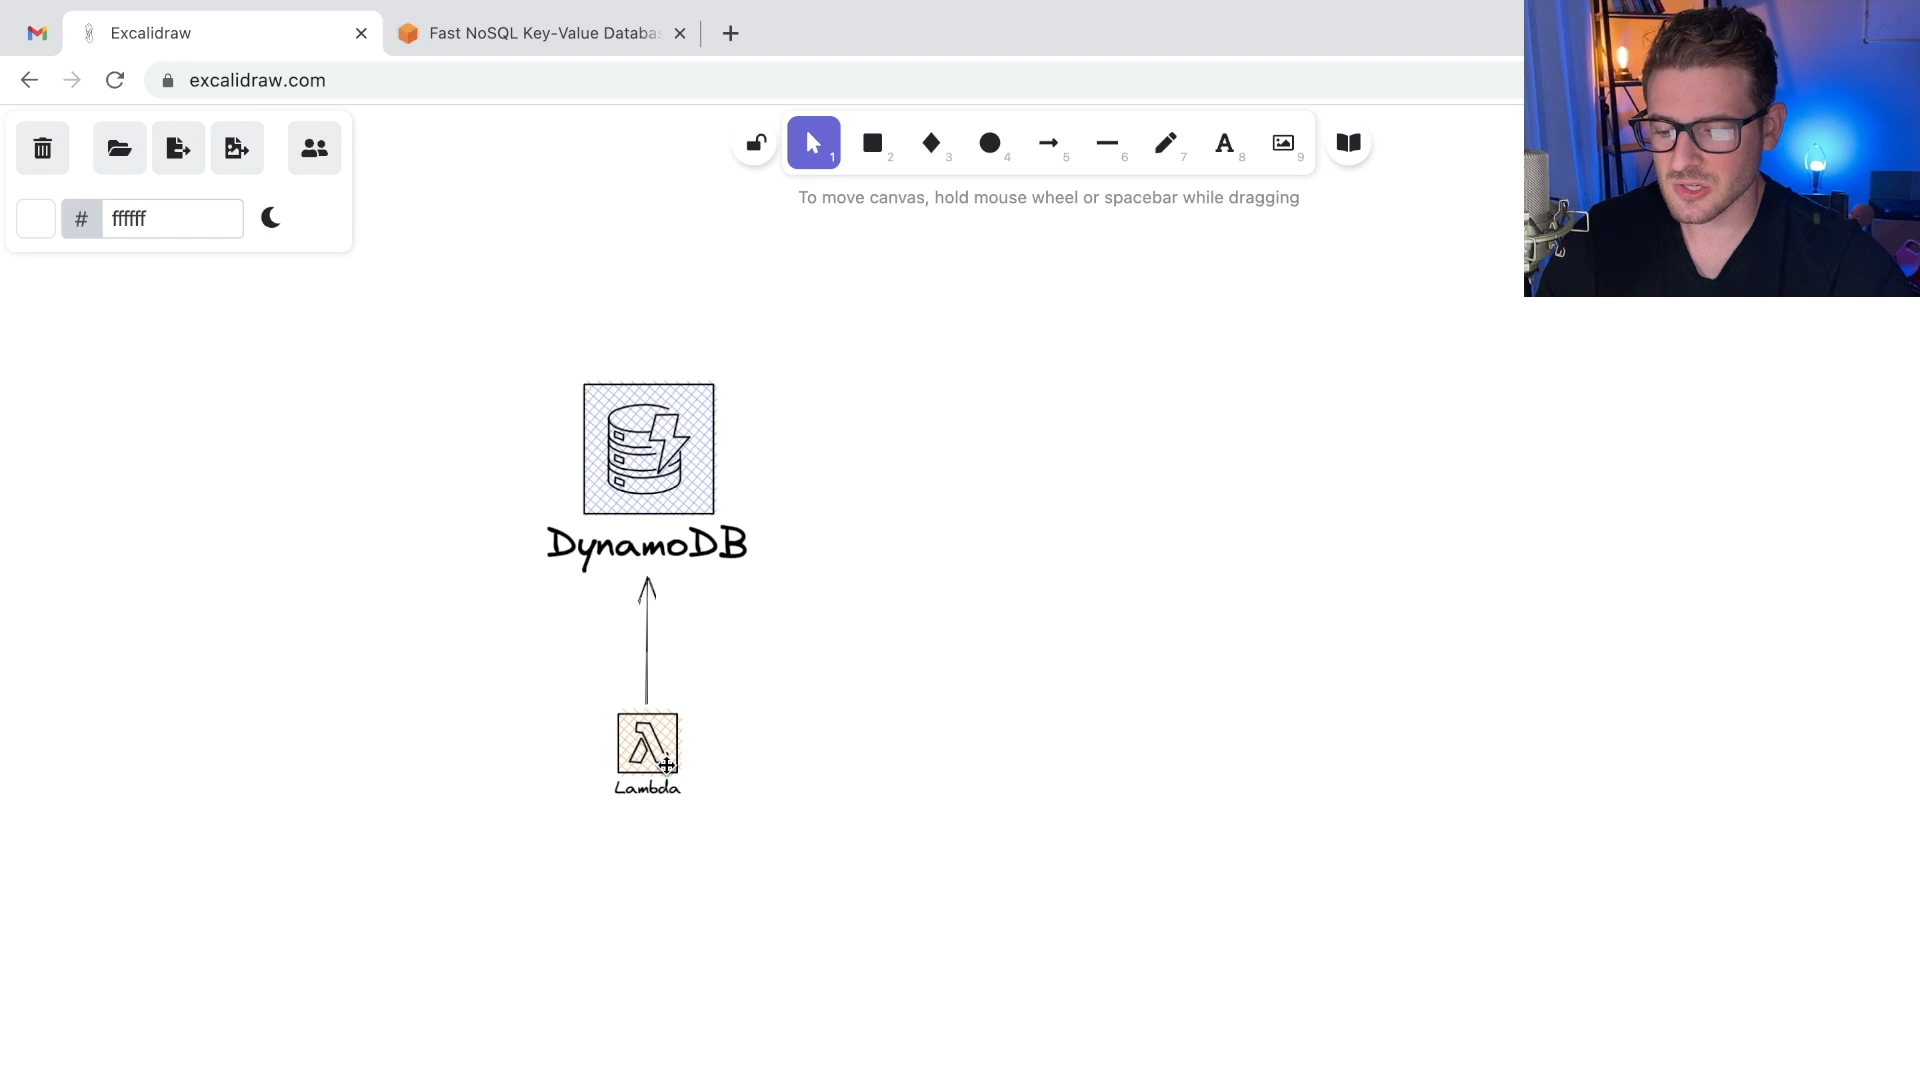 Excalidraw
Fast NoSQL Key-Value Databas
excalidraw.com
1
2
3
4
5
6
7
8
9
To move canvas, hold mouse wheel or spacebar while dragging
# ffffff
DynamoDB
Lambda